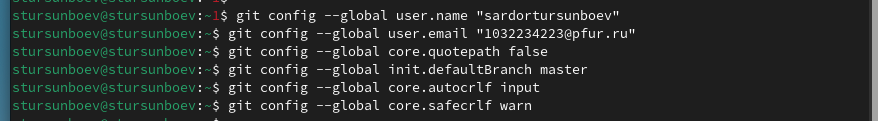 stursunboev@stursunboev:~1$ git config --global user.name "sardortursunboev"
stursunboev@stursunboev:~$ git config --global user.email "1032234223@pfur.ru"
stursunboev@stursunboev:~$ git config --global core.quotepath false
stursunboev@stursunboev:~$ git config --global init.defaultBranch master
stursunboev@stursunboev:~$ git config --global core.autocrlf input
stursunboev@stursunboev:~$ git config --global core.safecrlf warn